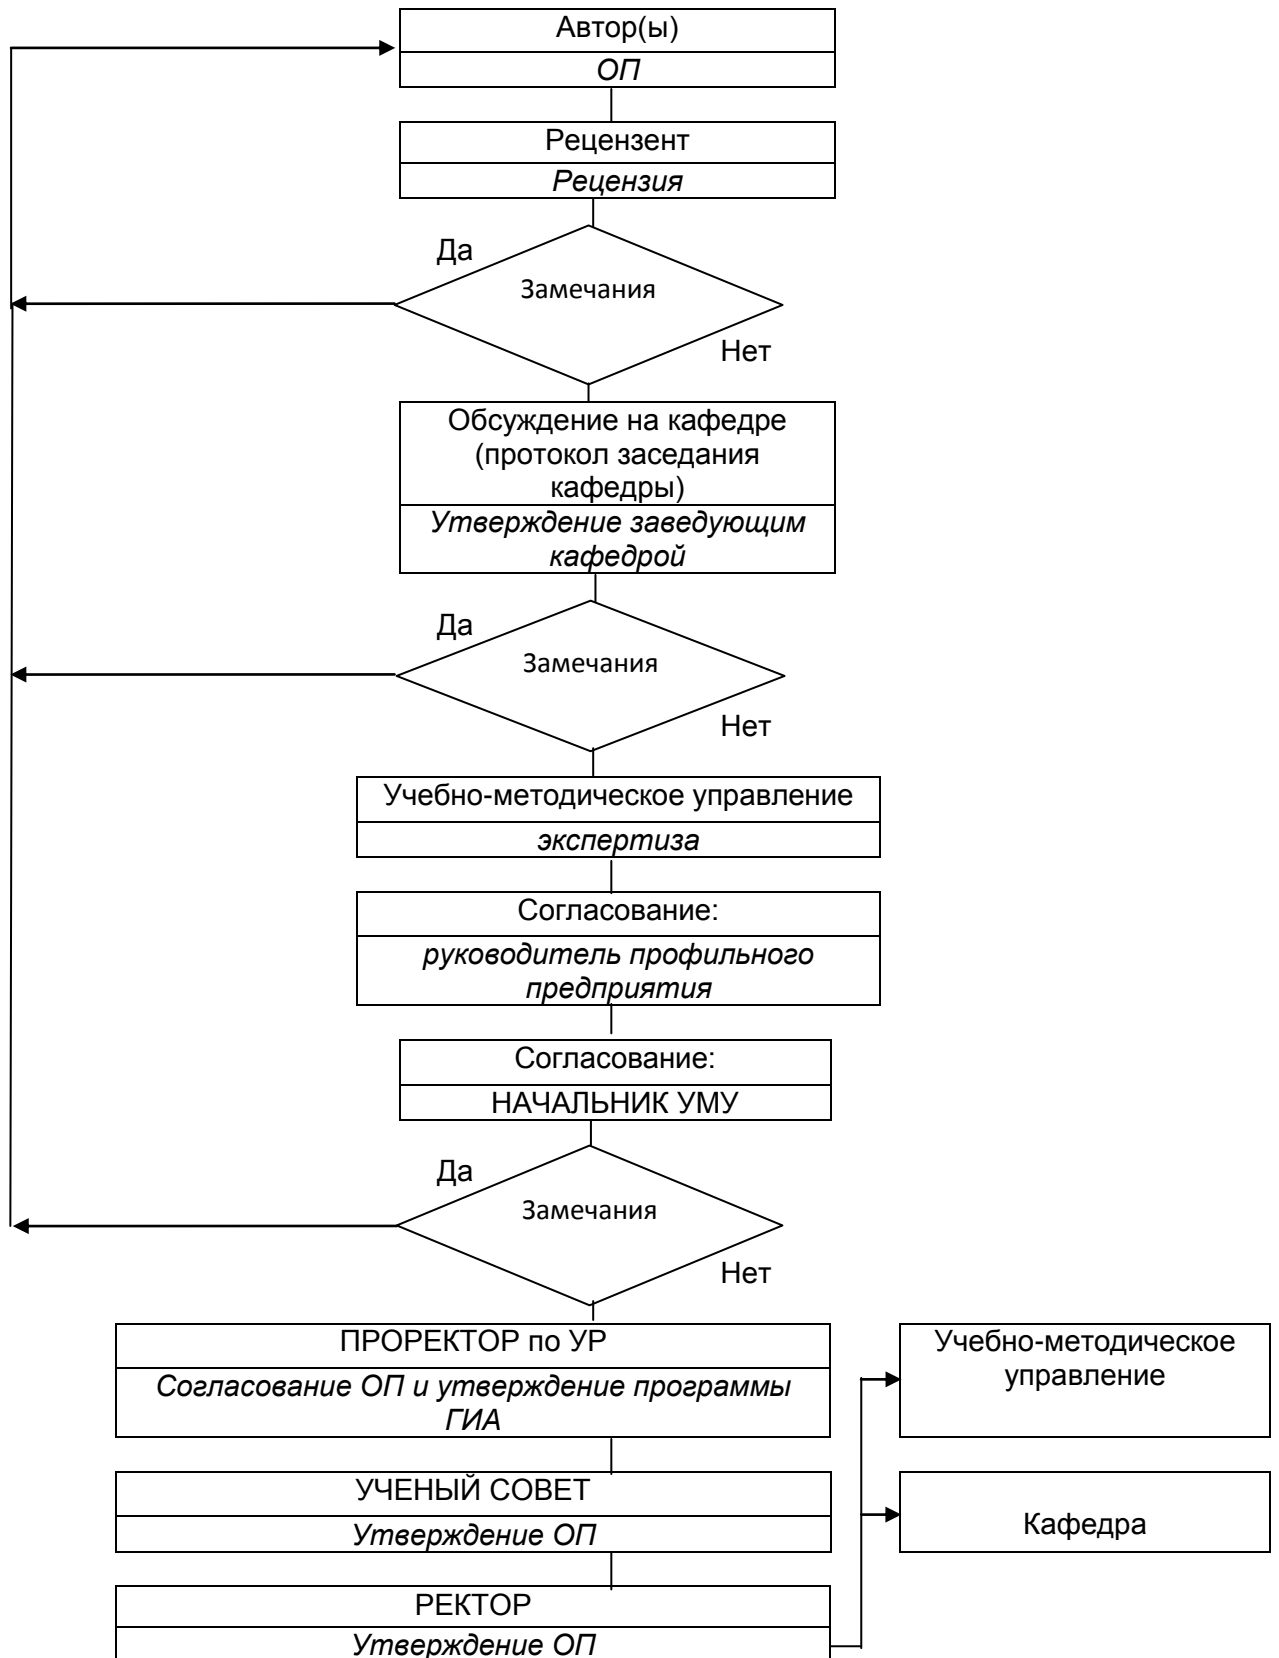 Автор(ы)
ОП
Рецензент
Рецензия
Да
Замечания
Нет
Обсуждение на кафедре
(протокол заседания
кафедры)
Утверждение заведующим
кафедрой
Да
Замечания
Нет
Учебно-методическое управление
экспертиза
Согласование:
руководитель профильного
предприятия
Согласование:
НАЧАЛЬНИК УМУ
Да
Замечания
Нет
ПРОРЕКТОР по УР
Согласование ОП и утверждение программы
ГИА
Учебно-методическое
управление
УЧЕНЫЙ СОВЕТ
Утверждение ОП
Кафедра
РЕКТОР
Утверждение ОП